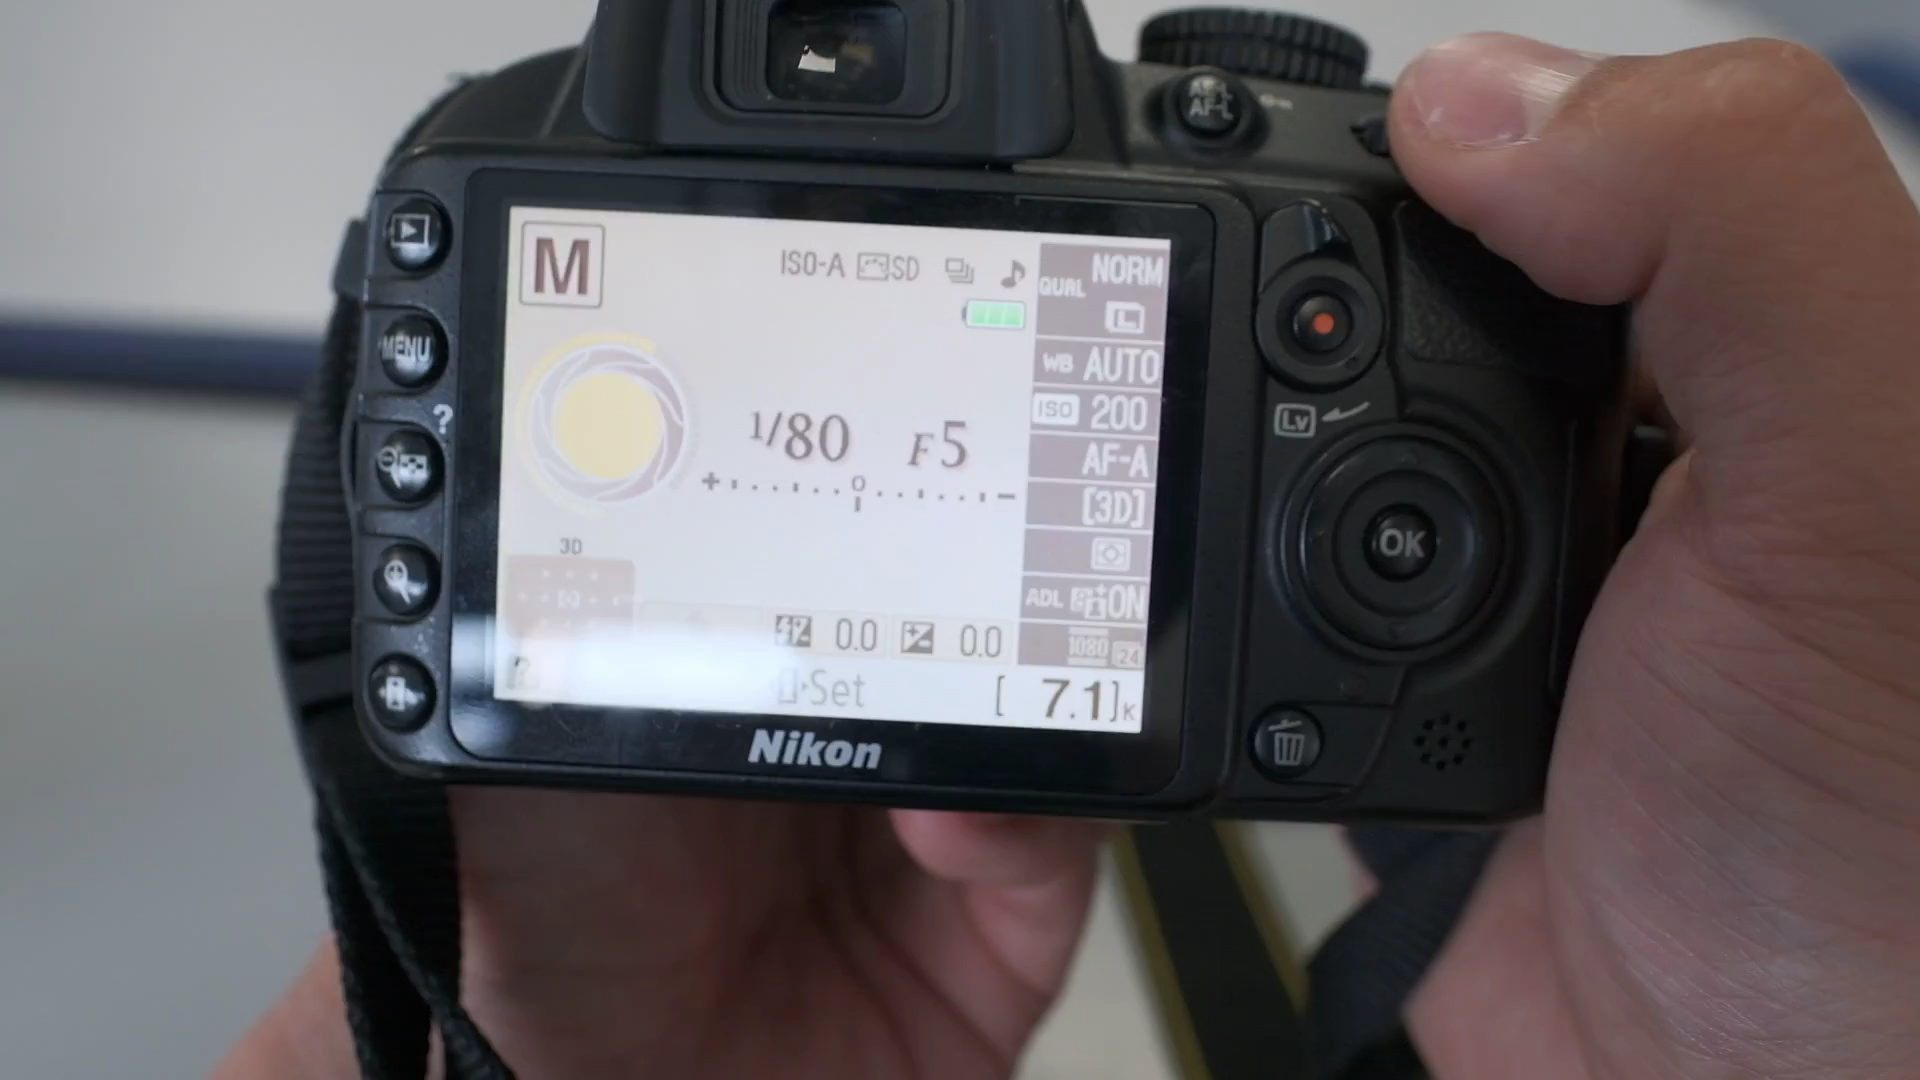 AE-L
AF-L
M
ISO-A SD
QUAL NORM
L
WB AUTO
ISO 200
AF-A
[3D]
ADL ON
1080 24
1/80 F5
+ 0 −
3D
0.0 0.0
?
Set
[ 7.1]K
Nikon
MENU
?
Lv
OK